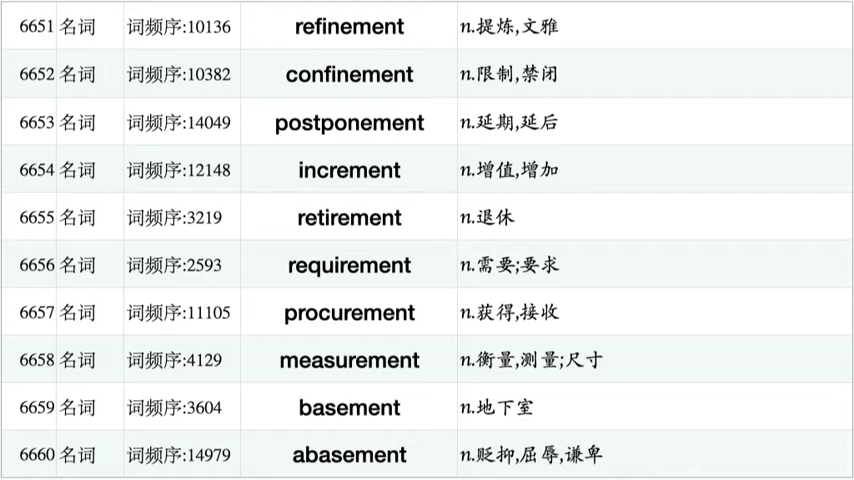 6651 名词 词频序:10136 refinement n.提炼,文雅
6652 名词 词频序:10382 confinement n.限制,禁闭
6653 名词 词频序:14049 postponement n.延期,延后
6654 名词 词频序:12148 increment n.增值,增加
6655 名词 词频序:3219 retirement n.退休
6656 名词 词频序:2593 requirement n.需要;要求
6657 名词 词频序:11105 procurement n.获得,接收
6658 名词 词频序:4129 measurement n.衡量,测量;尺寸
6659 名词 词频序:3604 basement n.地下室
6660 名词 词频序:14979 abasement n.贬抑,屈辱,谦卑